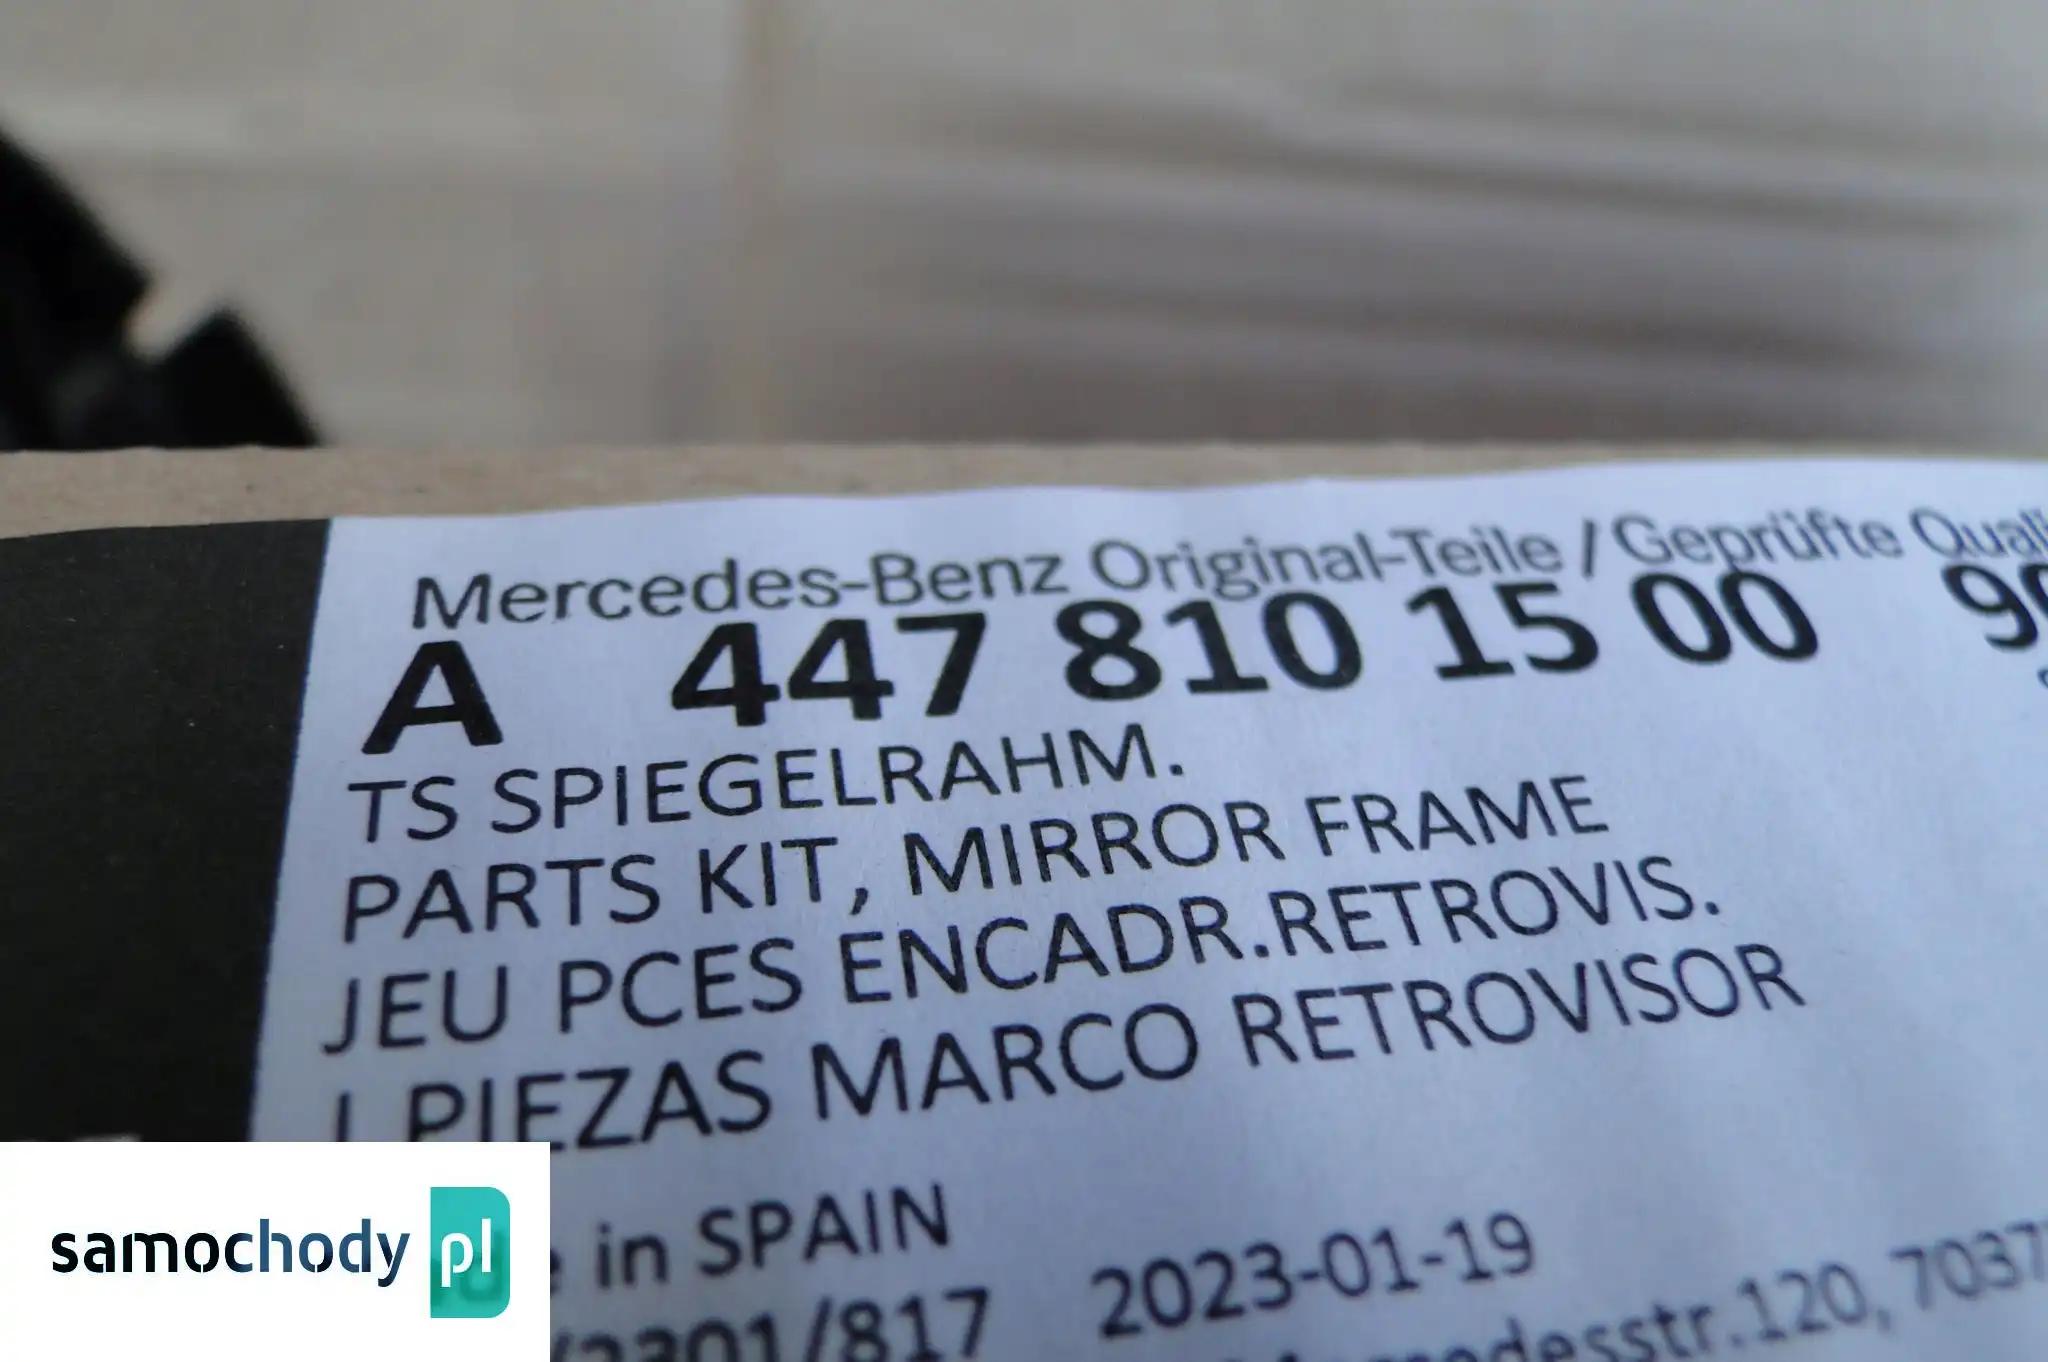 Mercedes-Benz Original-Teile / Geprüfte
A 447 810 15 00
TS SPIEGELRAHM.
PARTS KIT, MIRROR FRAME
JEU PCES ENCADR.RETROVIS.
PIEZAS MARCO RETROVISOR
in SPAIN
2023-01-19
samochody pl